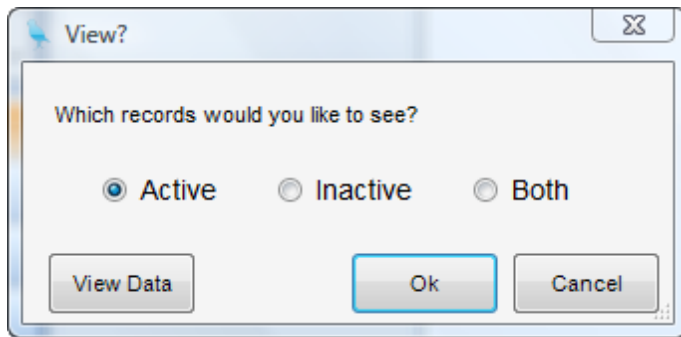 View?
Which records would you like to see?
Active Inactive Both
View Data Ok Cancel